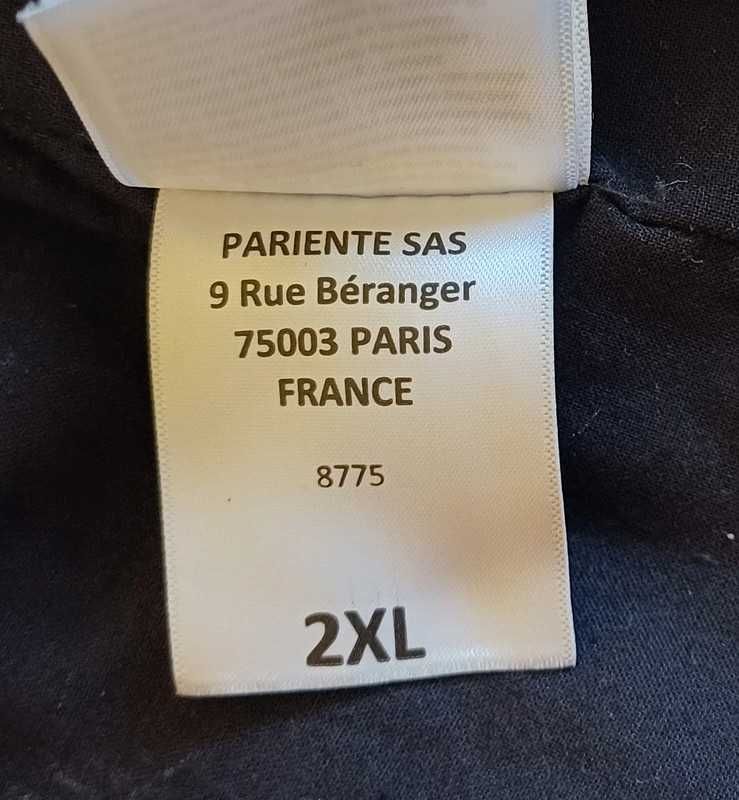 PARIENTE SAS
9 Rue Béranger
75003 PARIS
FRANCE
8775
2XL